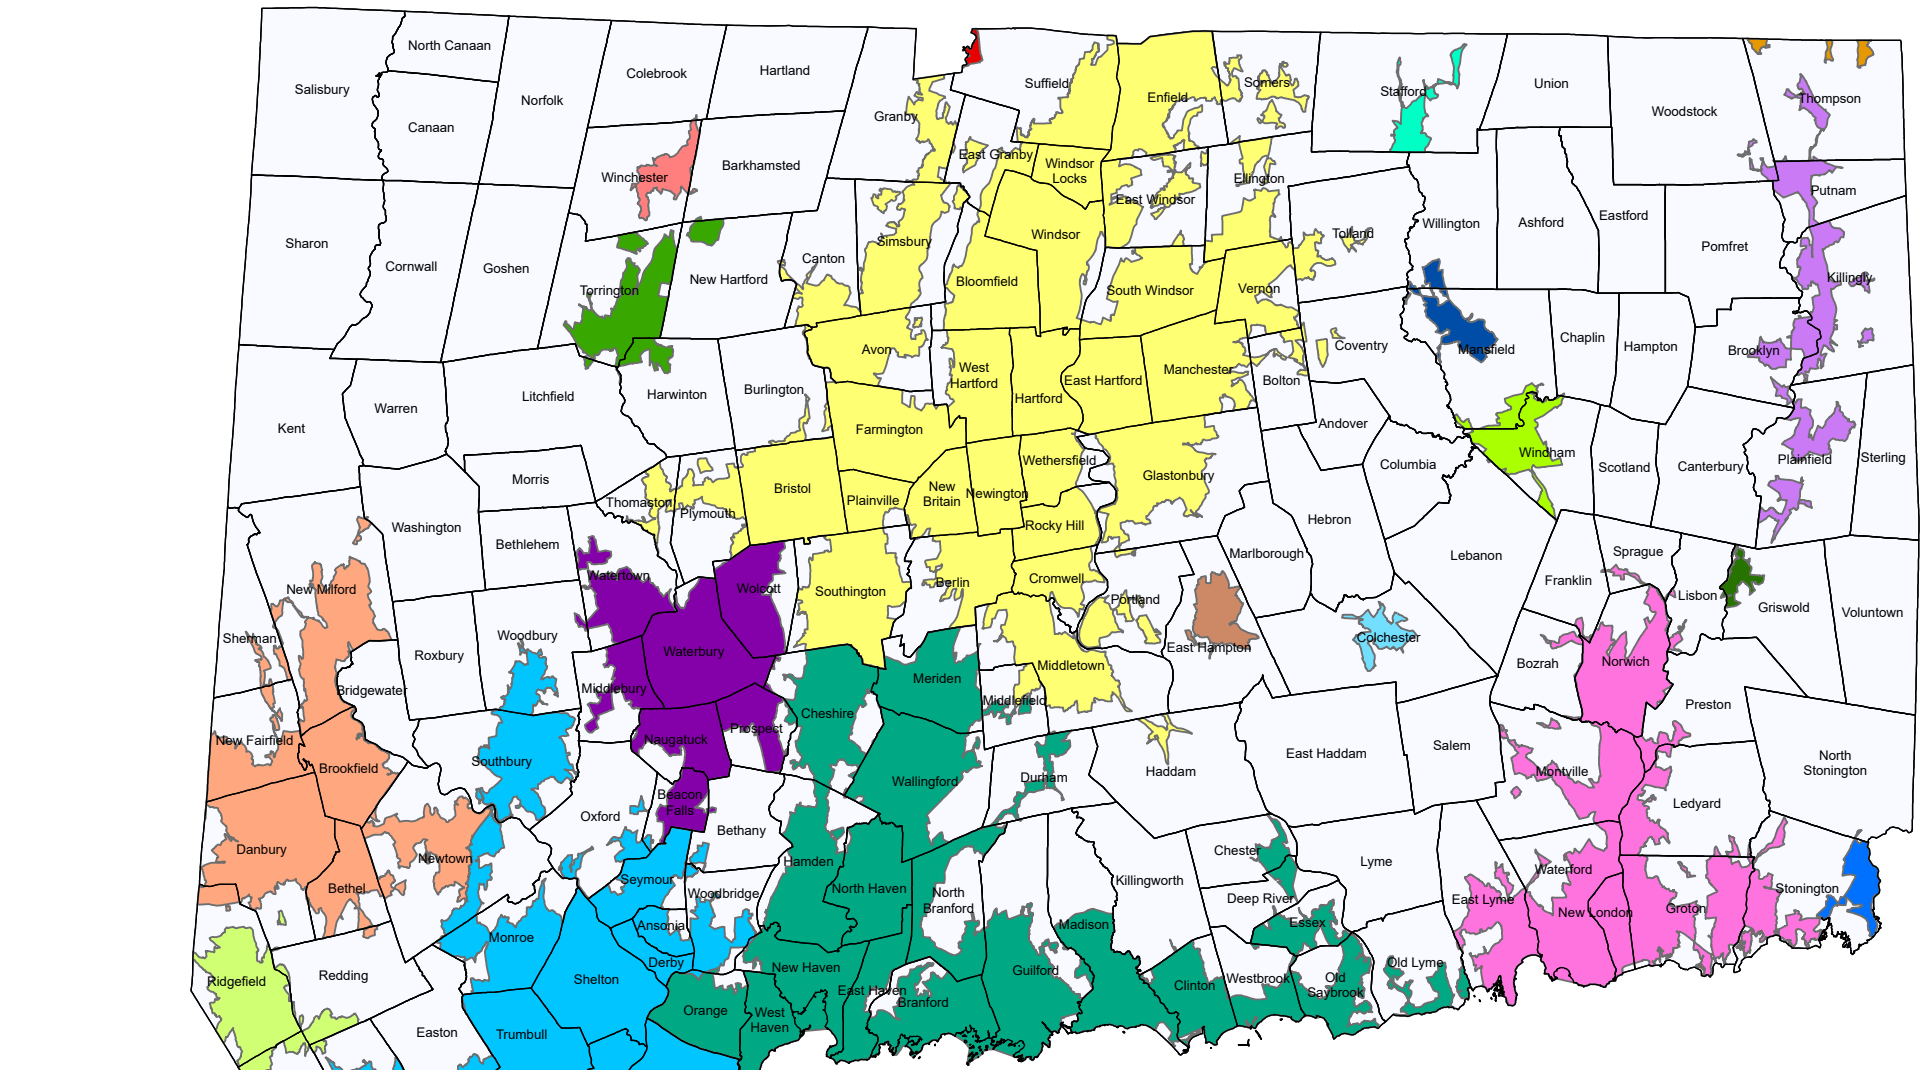 North Canaan
Colebrook
Hartland
Salisbury
Norfolk
Canaan
Suffield
Enfield
Somers
Stafford
Union
Woodstock
Thompson
Granby
East Granby
Winchester
Barkhamsted
Windsor
Locks
East Windsor
Ellington
Putnam
Sharon
Cornwall
Goshen
Torrington
New Hartford
Canton
Simsbury
Bloomfield
Windsor
South Windsor
Vernon
Tolland
Willington
Ashford
Eastford
Pomfret
Killingly
Kent
Warren
Litchfield
Harwinton
Burlington
Avon
West
Hartford
Hartford
East Hartford
Manchester
Bolton
Coventry
Mansfield
Chaplin
Hampton
Brooklyn
Andover
Farmington
Morris
Thomaston
Plymouth
Bristol
Plainville
New
Britain
Newington
Wethersfield
Rocky Hill
Glastonbury
Hebron
Columbia
Windham
Scotland
Canterbury
Plainfield
Sterling
Washington
Bethlehem
Watertown
Wolcott
Southington
Berlin
Cromwell
Portland
Marlborough
Lebanon
Franklin
Sprague
Lisbon
Griswold
Voluntown
New Milford
Sherman
Bridgewater
Roxbury
Woodbury
Middlebury
Waterbury
Cheshire
Meriden
Middletown
Middlefield
East Hampton
Colchester
Bozrah
Norwich
Preston
New Fairfield
Brookfield
Southbury
Naugatuck
Prospect
Wallingford
Durham
Haddam
East Haddam
Salem
Montville
Ledyard
North
Stonington
Danbury
Bethel
Newtown
Oxford
Beacon
Falls
Bethany
Hamden
North Haven
North
Branford
Killingworth
Chester
Deep River
Essex
Lyme
East Lyme
Waterford
New London
Groton
Stonington
Seymour
Woodbridge
Ansonia
Derby
Monroe
Shelton
Ridgefield
Redding
Easton
Trumbull
Orange
West
Haven
New Haven
East Haven
Branford
Guilford
Madison
Clinton
Westbrook
Old
Saybrook
Old Lyme